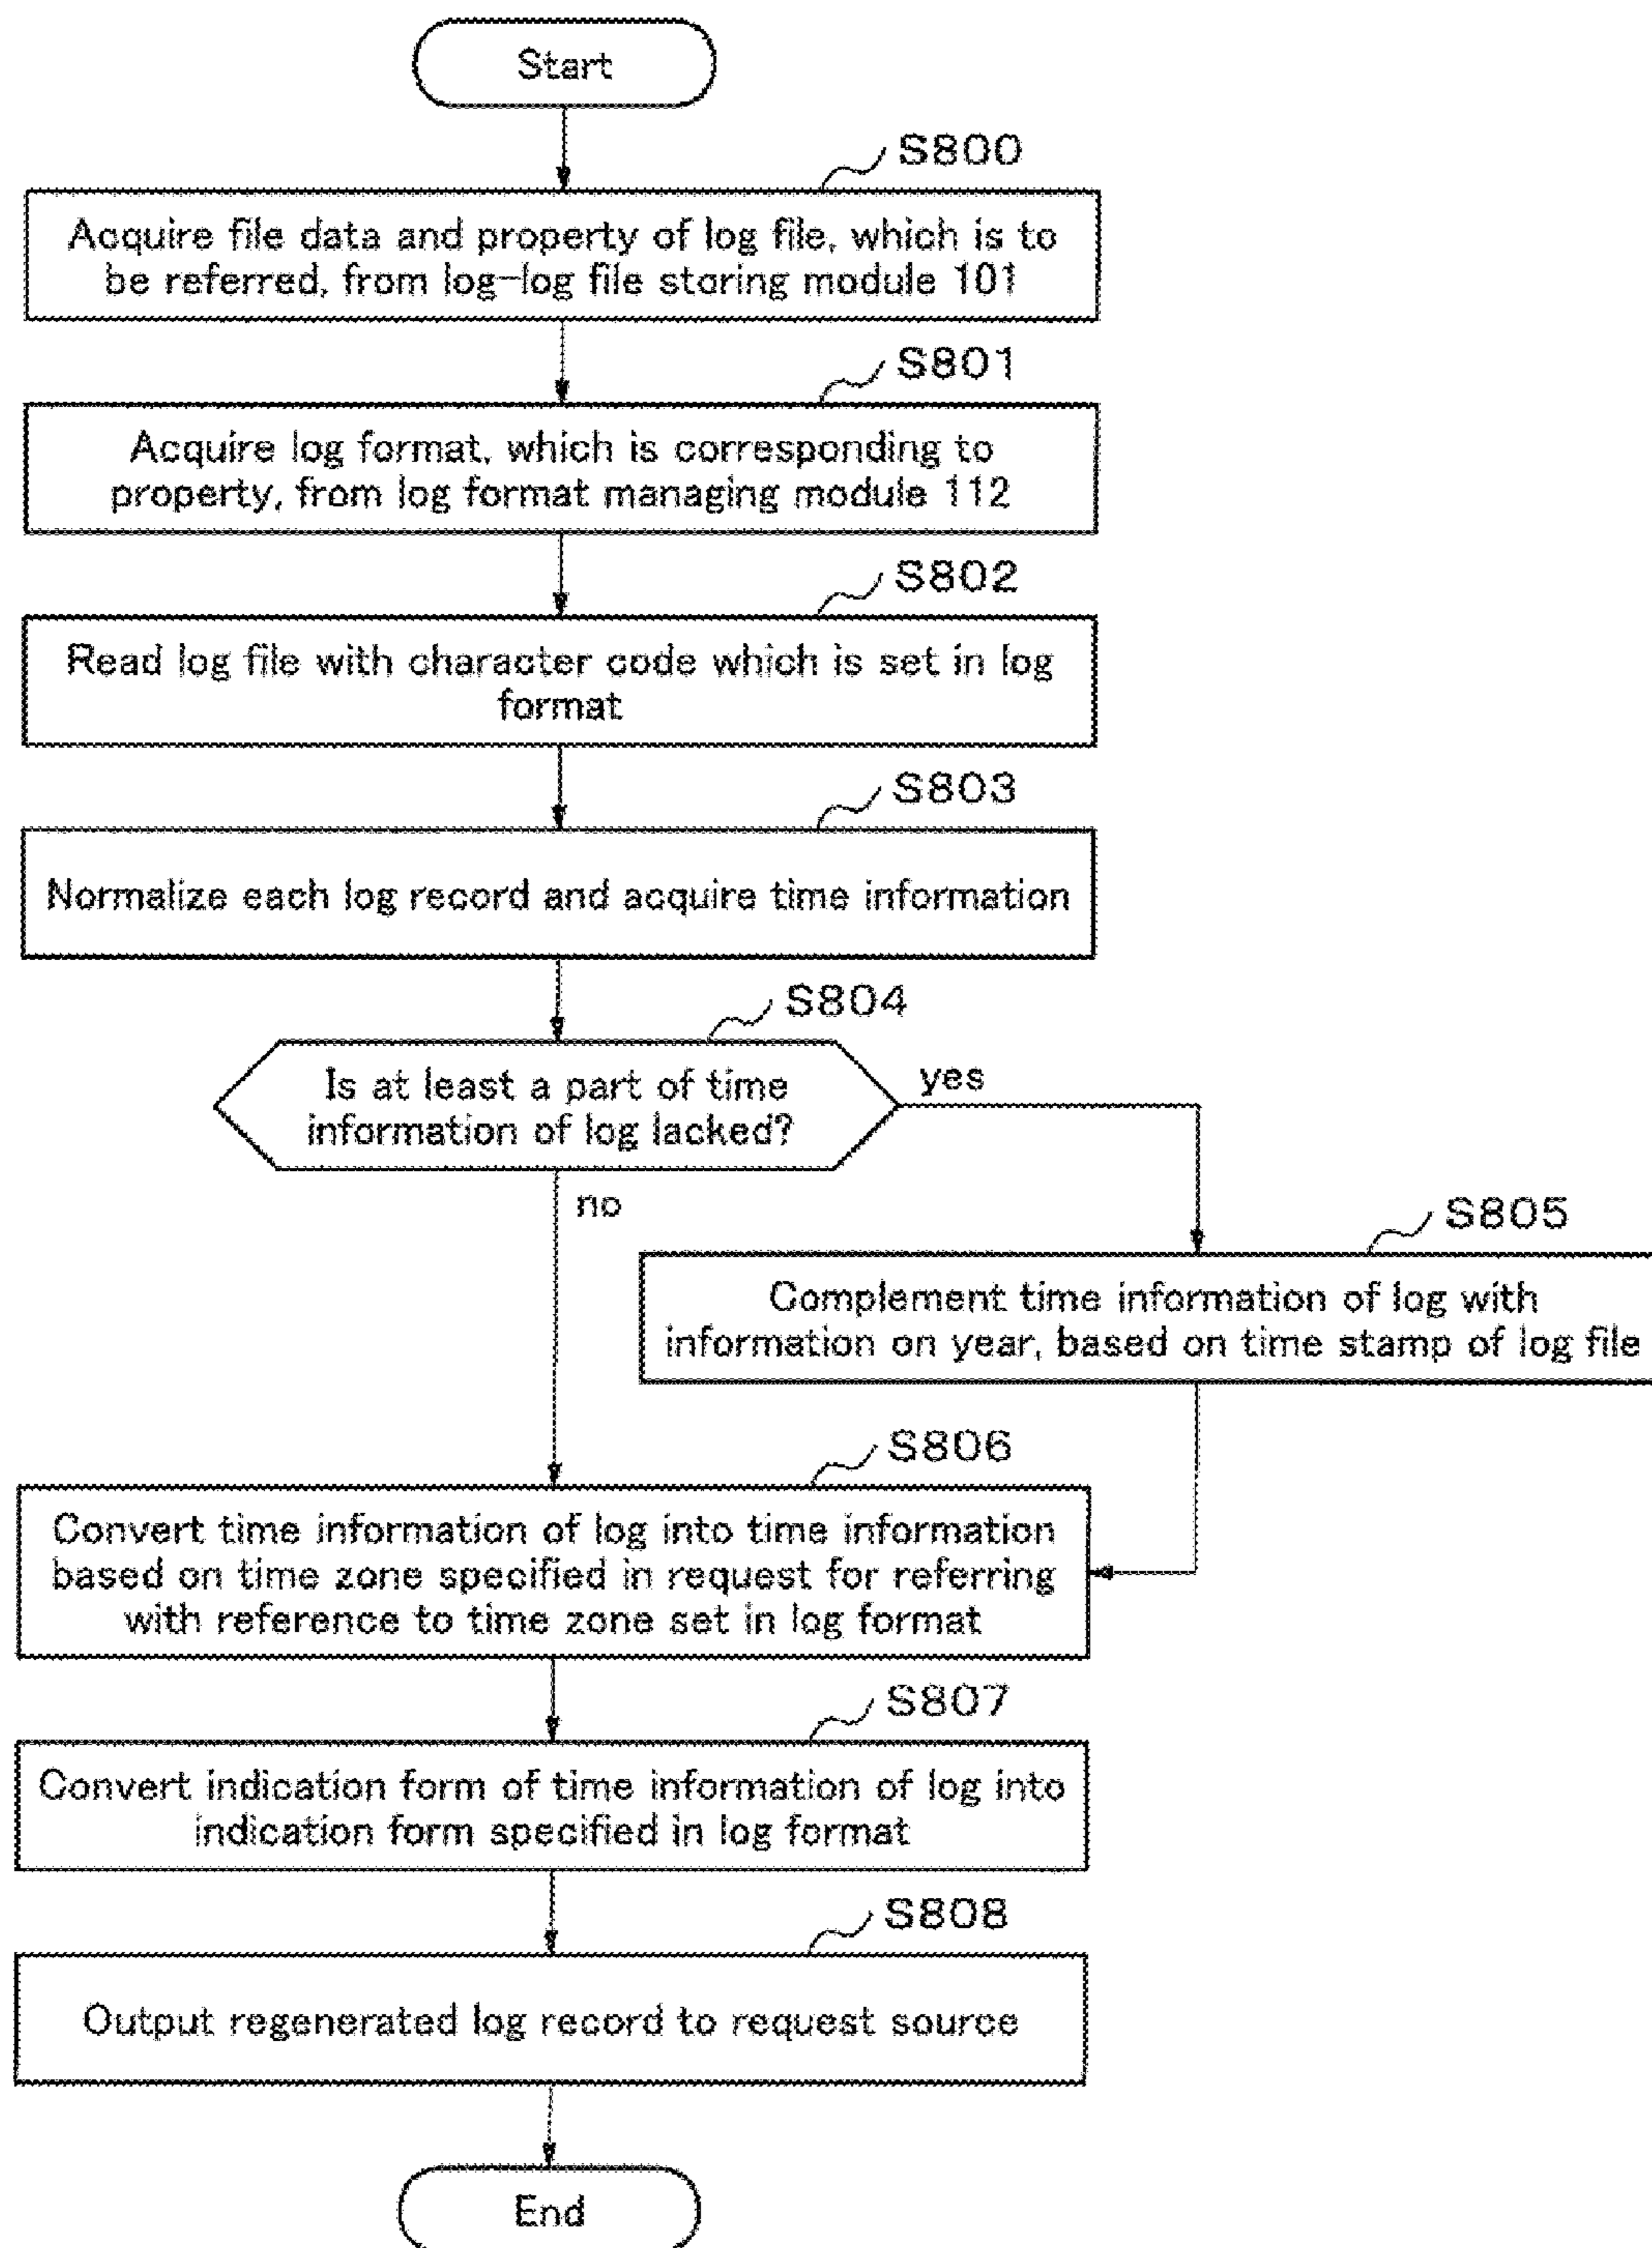 Start
S800
Acquire file data and property of log file, which is to
be referred, from log-log file storing module 101
S801
Acquire log format, which is corresponding to
property, from log format managing module 112
S802
Read log file with character code which is set in log
format
S803
Normalize each log record and acquire time information
S804
Is at least a part of time
information of log lacked?
yes
no
S805
Complement time information of log with
information on year, based on time stamp of log file
S806
Convert time information of log into time information
based on time zone specified in request for referring
with reference to time zone set in log format
S807
Convert indication form of time information of log into
indication form specified in log format
S808
Output regenerated log record to request source
End